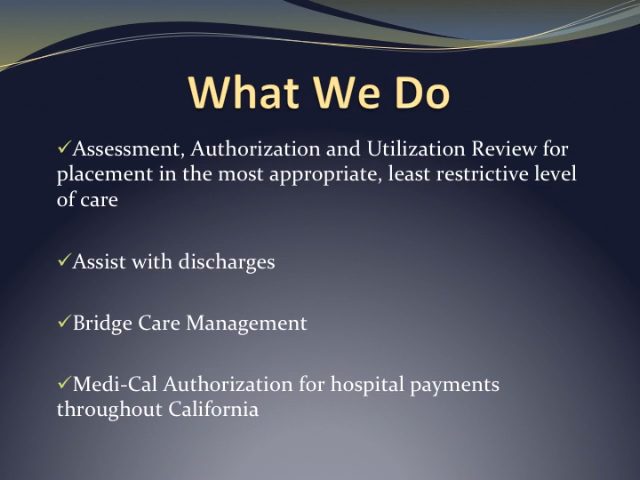 What We Do
✓Assessment, Authorization and Utilization Review for
placement in the most appropriate, least restrictive level
of care
✓Assist with discharges
✓Bridge Care Management
✓Medi-Cal Authorization for hospital payments
throughout California